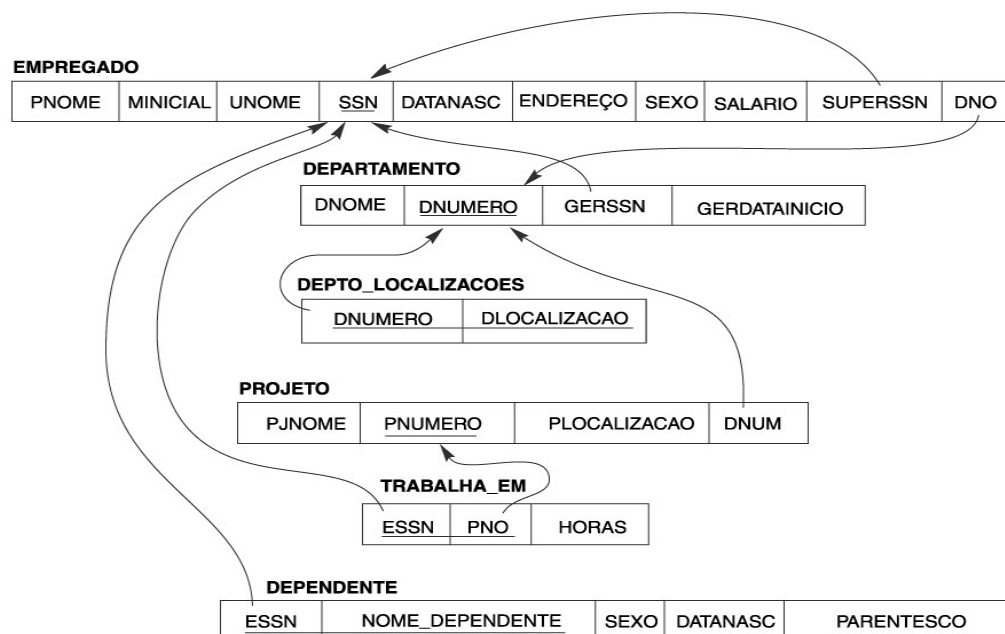 EMPREGADO
PNOME MINICIAL UNOME SSN DATANASC ENDEREÇO SEXO SALARIO SUPERSSN DNO
DEPARTAMENTO
DNOME DNUMERO GERSSN GERDATAINICIO
DEPTO_LOCALIZACOES
DNUMERO DLOCALIZACAO
PROJETO
PJNOME PNUMERO PLOCALIZACAO DNUM
TRABALHA_EM
ESSN PNO HORAS
DEPENDENTE
ESSN NOME_DEPENDENTE SEXO DATANASC PARENTESCO